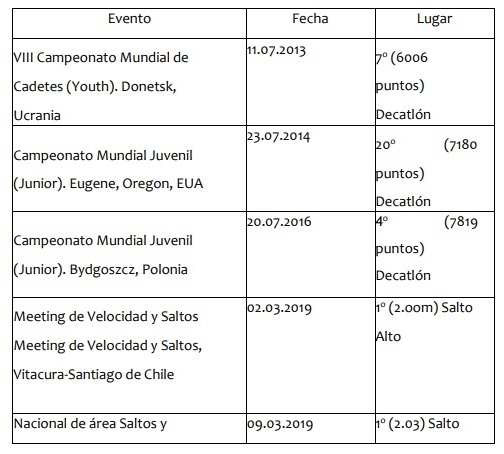 Evento Fecha Lugar
VIII Campeonato Mundial de
Cadetes (Youth). Donetsk,
Ucrania
11.07.2013
7º (6006
puntos)
Decatlón
Campeonato Mundial Juvenil
(Junior). Eugene, Oregon, EUA
23.07.2014
20º (7180
puntos)
Decatlón
Campeonato Mundial Juvenil
(Junior). Bydgoszcz, Polonia
20.07.2016
4º (7819
puntos)
Decatlón
Meeting de Velocidad y Saltos
Meeting de Velocidad y Saltos,
Vitacura-Santiago de Chile
02.03.2019
1º (2.00m) Salto
Alto
Nacional de área Saltos y
09.03.2019
1º (2.03) Salto